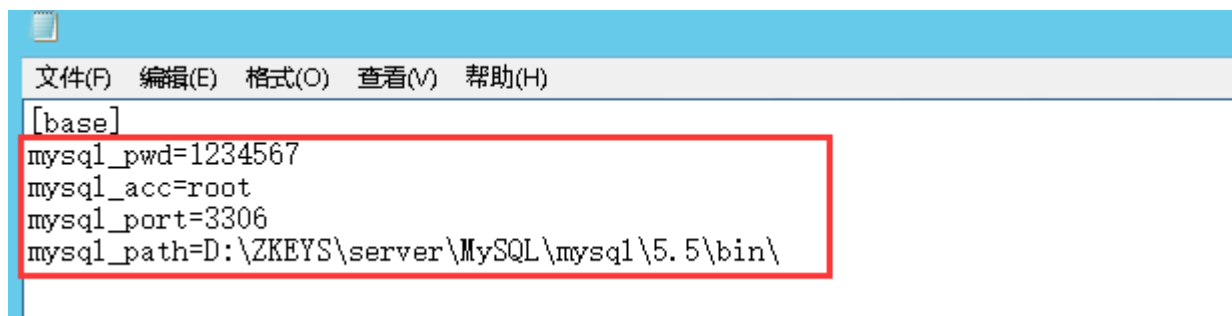 文件(F) 编辑(E) 格式(O) 查看(V) 帮助(H)
[base]
mysql_pwd=1234567
mysql_acc=root
mysql_port=3306
mysql_path=D:\ZKEYS\server\MySQL\mysql\5.5\bin\